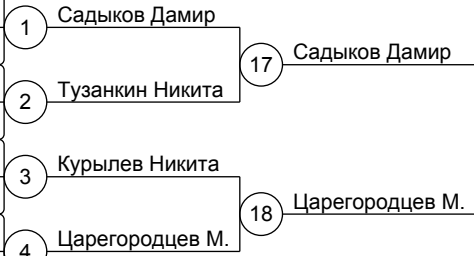 1 Садыков Дамир
17 Садыков Дамир
2 Тузанкин Никита
3 Курылев Никита
18 Царегородцев М.
4 Царегородцев М.